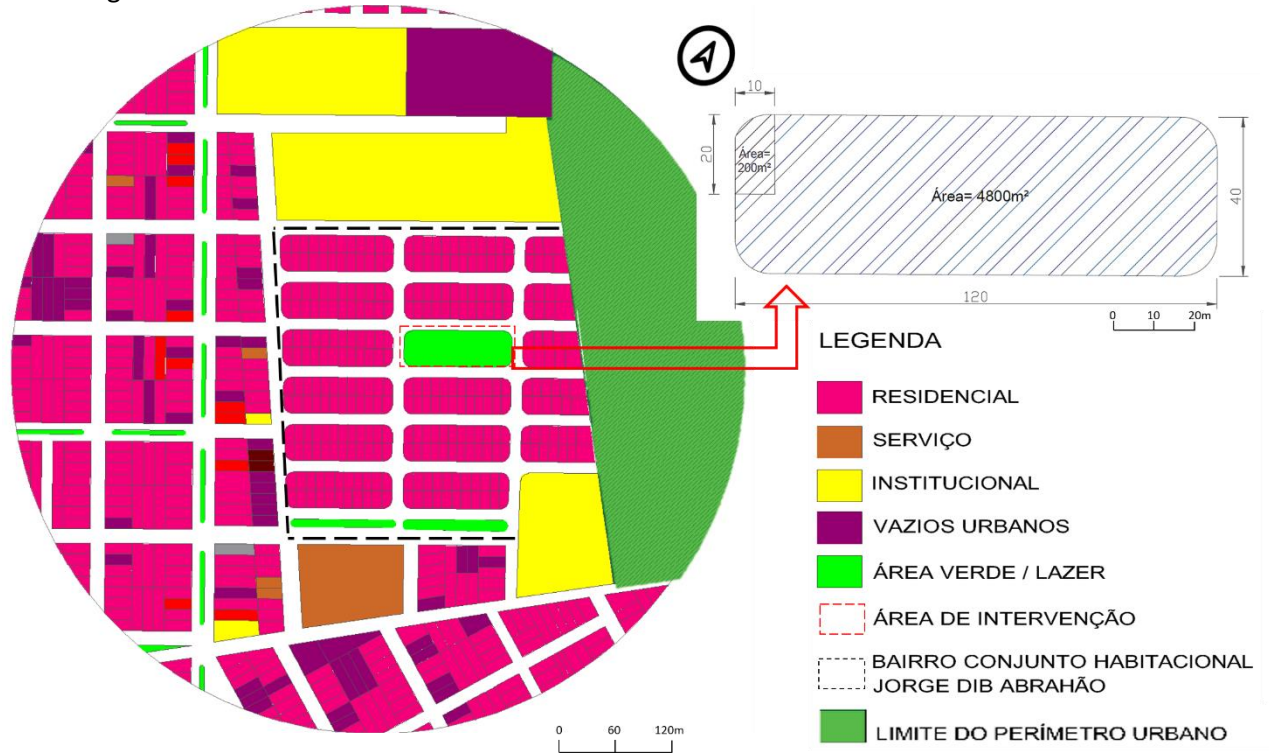 10
20
Área=
200m²
Área= 4800m²
40
120
0 10 20m
LEGENDA
RESIDENCIAL
SERVIÇO
INSTITUCIONAL
VAZIOS URBANOS
ÁREA VERDE / LAZER
ÁREA DE INTERVENÇÃO
BAIRRO CONJUNTO HABITACIONAL
JORGE DIB ABRAHÃO
LIMITE DO PERÍMETRO URBANO
0 60 120m